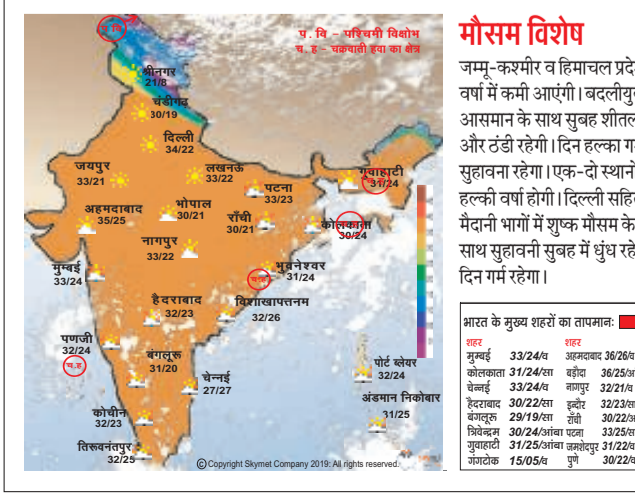 प. वि
प. वि - पश्चिमी विक्षोभ
च. ह - चक्रवाती हवा का क्षेत्र
श्रीनगर
21/8
चंडीगढ़
30/19
दिल्ली
34/22
जयपुर
33/21
लखनऊ
33/22
पटना
33/23
गुवाहाटी
31/24
अहमदाबाद
35/25
भोपाल
30/21
राँची
30/21
कोलकाता
30/24
नागपुर
33/22
मुम्बई
33/24
भुवनेश्वर
31/24
च.ह
हैदराबाद
32/23
विशाखापत्तनम
32/26
पणजी
32/24
च.ह
बंगलूरू
31/20
चेन्नई
27/27
पोर्ट ब्लेयर
32/24
अंडमान निकोबार
31/25
कोचीन
32/23
तिरूवनंतपुर
32/25
©Copyright Skymet Company 2019: All rights reserved.
मौसम विशेष
जम्मू-कश्मीर व हिमाचल
वर्षा में कमी आएंगी।
आसमान के साथ सुबह शीतल
और ठंडी रहेगी। दिन हल्का
सुहावना रहेगा। एक-दो
हल्की वर्षा होगी। दिल्ली
मैदानी भागों में शुष्क मौसम के
साथ सुहावनी सुबह में धुंध
दिन गर्म रहेगा।
भारत के मुख्य शहरों का तापमानः
शहर शहर
मुम्बई 33/24/व अहमदाबाद 36/26/व
कोलकाता 31/24/सा बड़ौदा 36/25/
चेन्नई 33/24/व नागपुर 32/21/व
हैदराबाद 30/22/सा इन्दौर 32/23/सा
बंगलूरू 29/19/सा राँची 30/22/
त्रिवेन्द्रम 30/24/आंबा पटना 33/25/सा
गुवाहाटी 31/25/आंबा जमशेदपुर 31/22/व
गंगटोक 15/05/व पुणे 30/22/व